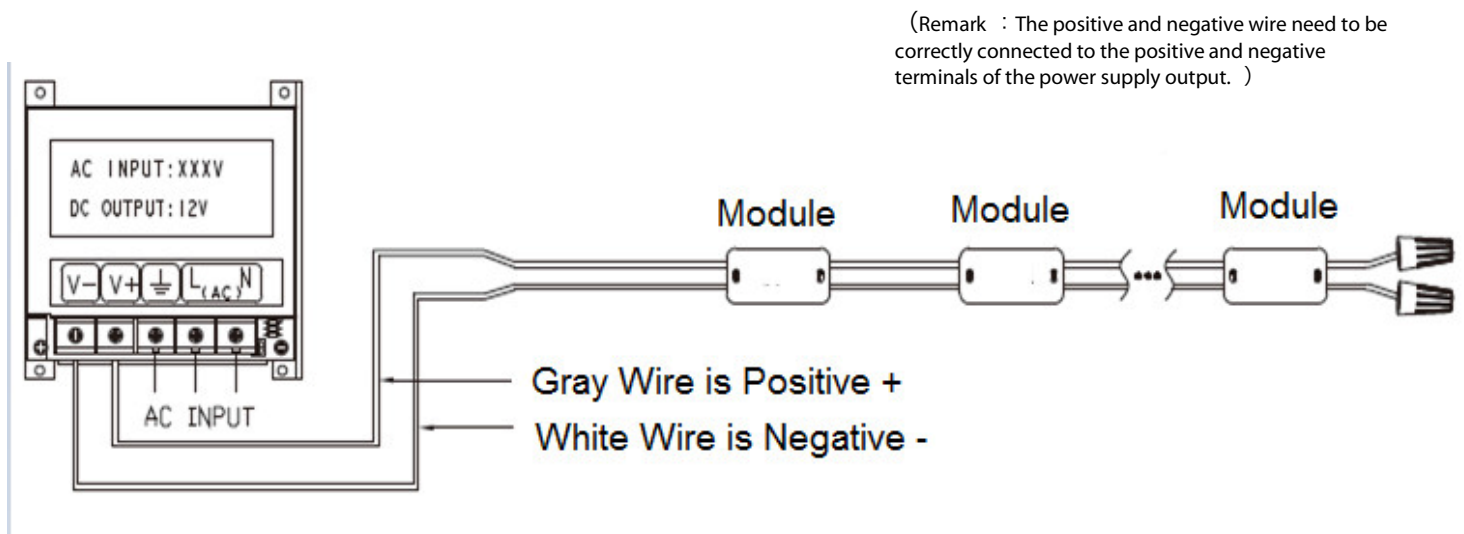 （Remark ：The positive and negative wire need to be
correctly connected to the positive and negative
terminals of the power supply output. ）
AC INPUT:XXXV
DC OUTPUT:12V
V- V+ L(AC)N
AC INPUT
Module Module Module
Gray Wire is Positive +
White Wire is Negative -